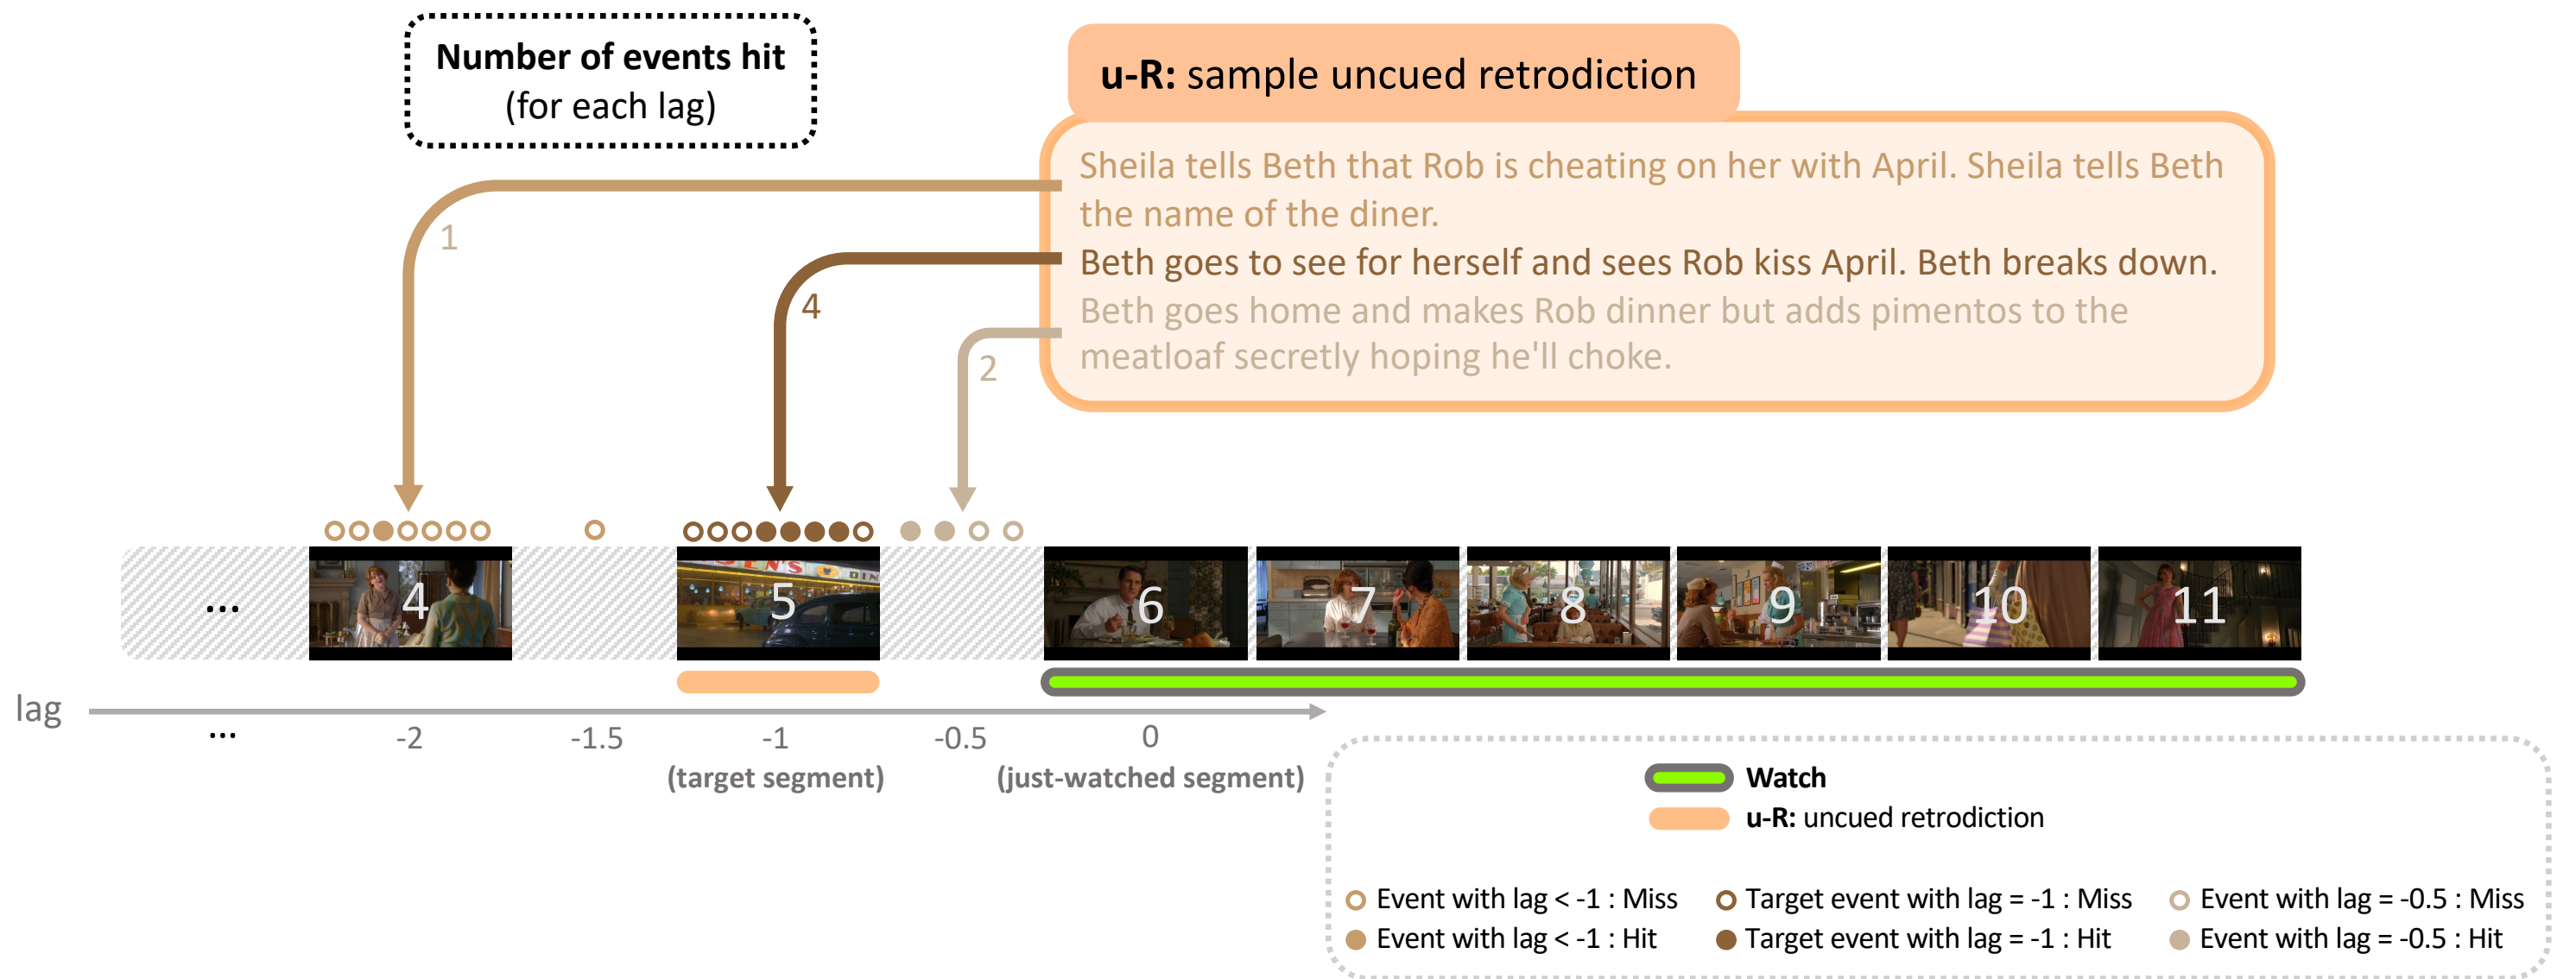 Number of events hit
(for each lag)
u-R: sample uncued retrodiction
Sheila tells Beth that Rob is cheating on her with April. Sheila tells Beth
the name of the diner.
Beth goes to see for herself and sees Rob kiss April. Beth breaks down.
Beth goes home and makes Rob dinner but adds pimentos to the
meatloaf secretly hoping he'll choke.
1
4
2
... 4 5 6 7 8 9 10 11
lag
... -2 -1.5 -1 -0.5 0
(target segment) (just-watched segment)
Watch
u-R: uncued retrodiction
Event with lag < -1 : Miss Target event with lag = -1 : Miss Event with lag = -0.5 : Miss
Event with lag < -1 : Hit Target event with lag = -1 : Hit Event with lag = -0.5 : Hit